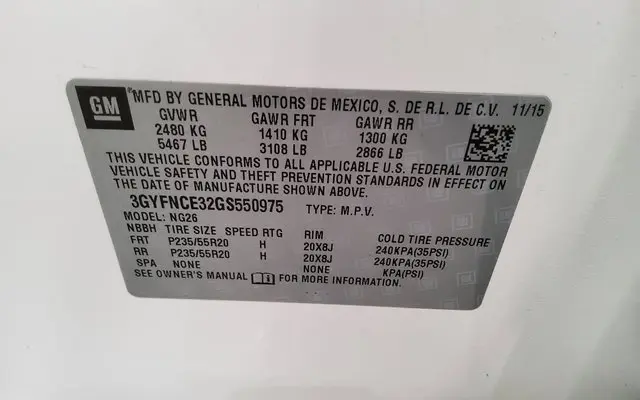 GM
®MFD BY GENERAL MOTORS DE MEXICO, S. DE R.L. DE C.V. 11/15
GVWR GAWR FRT GAWR RR
2480 KG 1410 KG 1300 KG
5467 LB 3108 LB 2866 LB
THIS VEHICLE CONFORMS TO ALL APPLICABLE U.S. FEDERAL MOTOR
VEHICLE SAFETY AND THEFT PREVENTION STANDARDS IN EFFECT ON
THE DATE OF MANUFACTURE SHOWN ABOVE.
3GYFNCE32GS550975 TYPE: M.P.V.
MODEL: NG26
NBBH TIRE SIZE SPEED RTG RIM COLD TIRE PRESSURE
FRT P235/55R20 H 20X8J 240KPA(35PSI)
RR P235/55R20 H 20X8J 240KPA(35PSI)
SPA NONE NONE KPA(PSI)
SEE OWNER'S MANUAL FOR MORE INFORMATION.